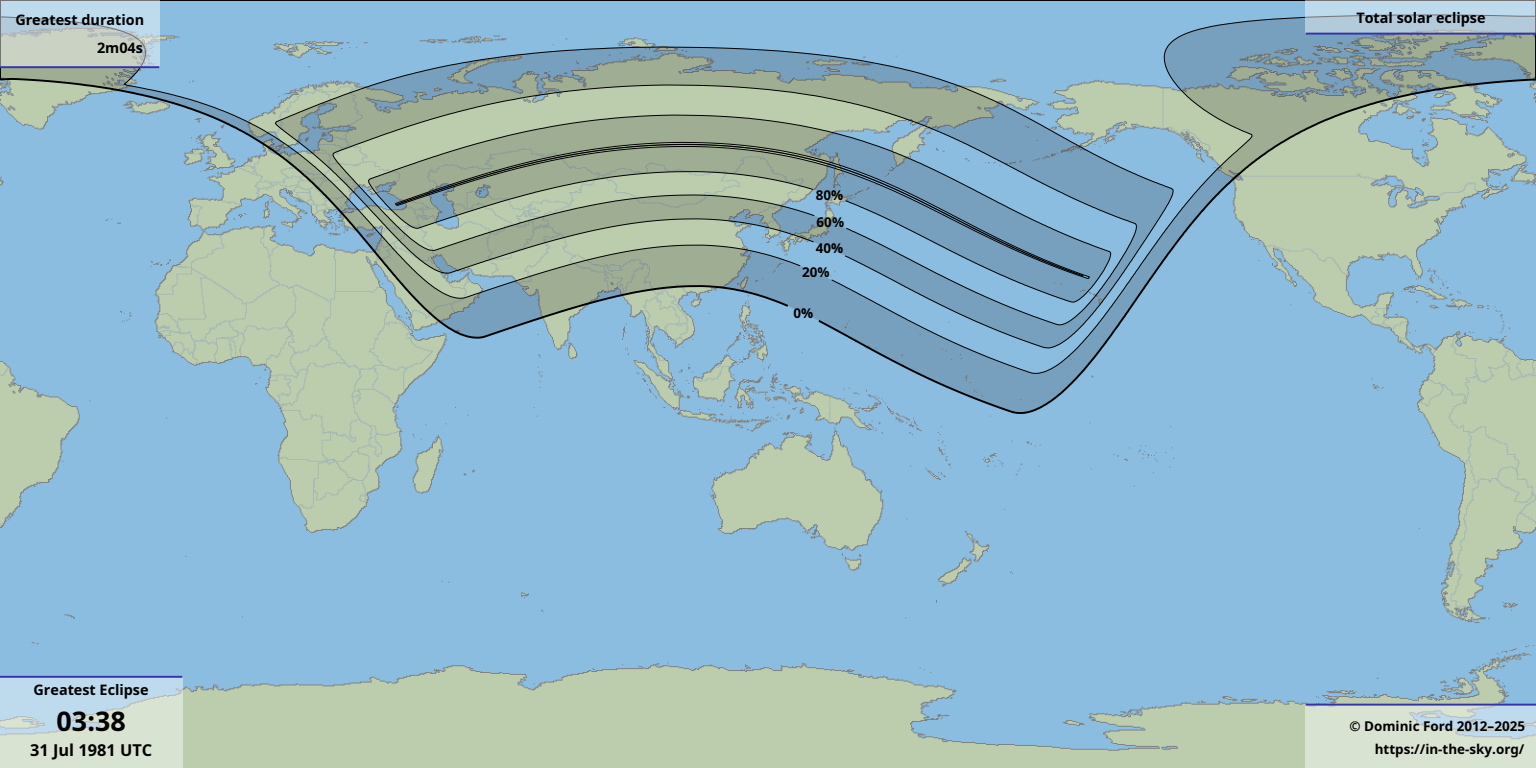 Greatest duration
2m04s
Total solar eclipse
80%
60%
40%
20%
0%
Greatest Eclipse
03:38
31 Jul 1981 UTC
© Dominic Ford 2012–2025
https://in-the-sky.org/